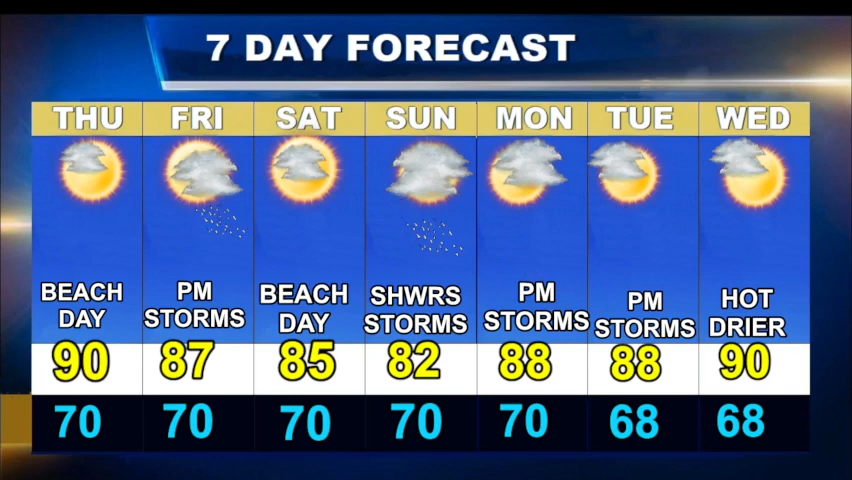 7 DAY FORECAST
THU FRI SAT SUN MON TUE WED
BEACH DAY
PM STORMS
BEACH DAY
SHWRS STORMS
PM STORMS
PM STORMS
HOT DRIER
90 87 85 82 88 88 90
70 70 70 70 70 68 68